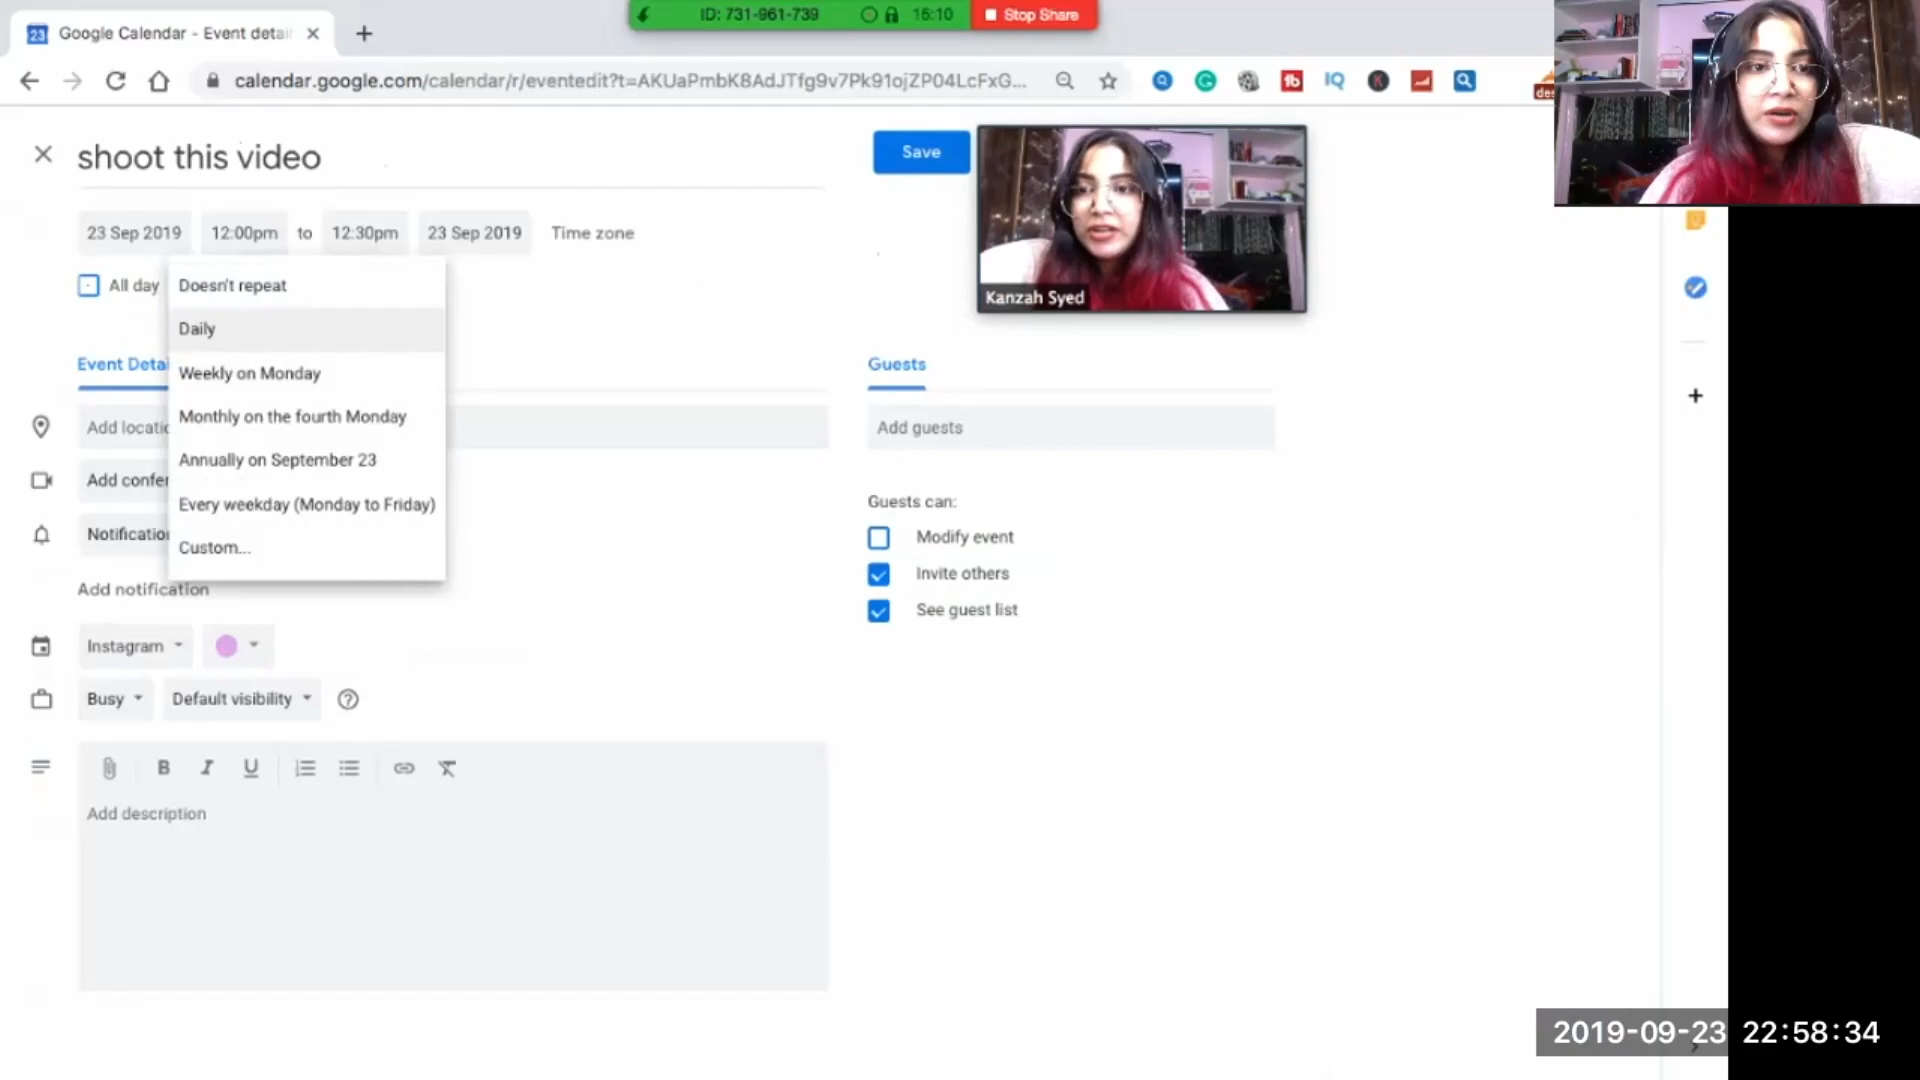 Google Calendar - Event detai
ID: 731-961-739
15:10
Stop Share
calendar.google.com/calendar/r/eventedit?t=AKUaPmbK8AdJTfg9v7Pk91ojZP04LcFxG...
shoot this video
Save
23 Sep 2019 12:00pm to 12:30pm 23 Sep 2019 Time zone
All day
Doesn't repeat
Daily
Weekly on Monday
Monthly on the fourth Monday
Annually on September 23
Every weekday (Monday to Friday)
Custom...
Kanzah Syed
Event Detai
Guests
Add locatio
Add guests
Add confer
Guests can:
Notification
Modify event
Invite others
Add notification
See guest list
Instagram
Busy Default visibility
B I U
Add description
2019-09-23 22:58:34